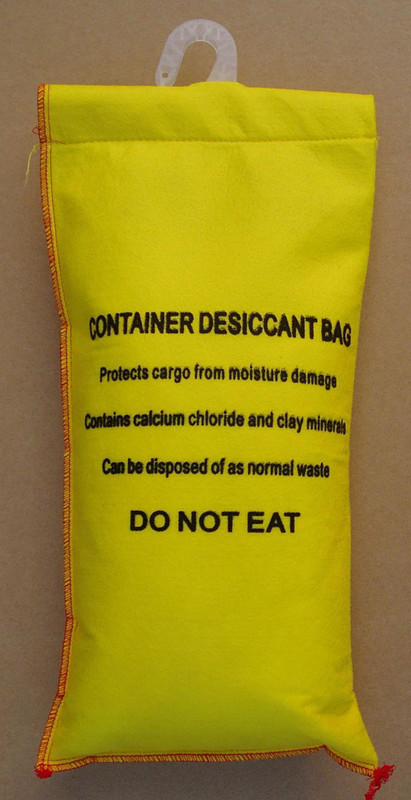 CONTAINER DESICCANT BAG
Protects cargo from moisture damage
Contains calcium chloride and clay minerals
Can be disposed of as normal waste
DO NOT EAT